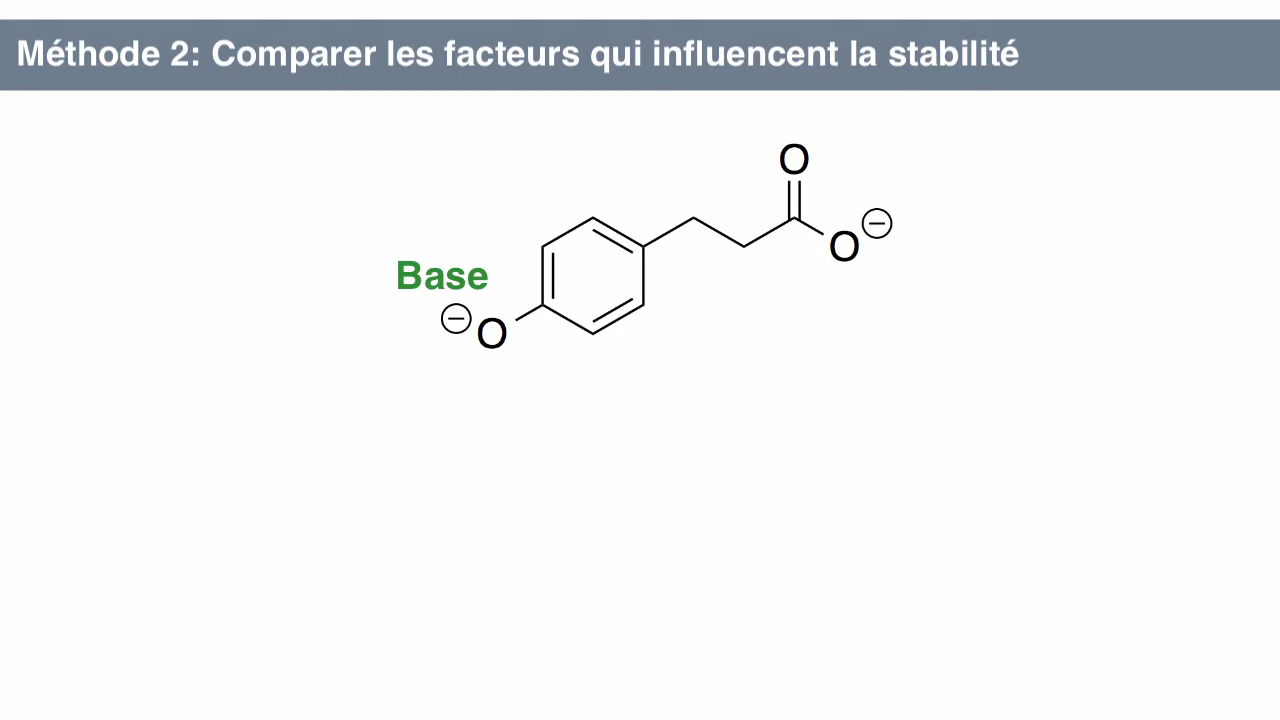 Méthode 2: Comparer les facteurs qui influencent la stabilité
O
O ⊖
Base
⊖ O